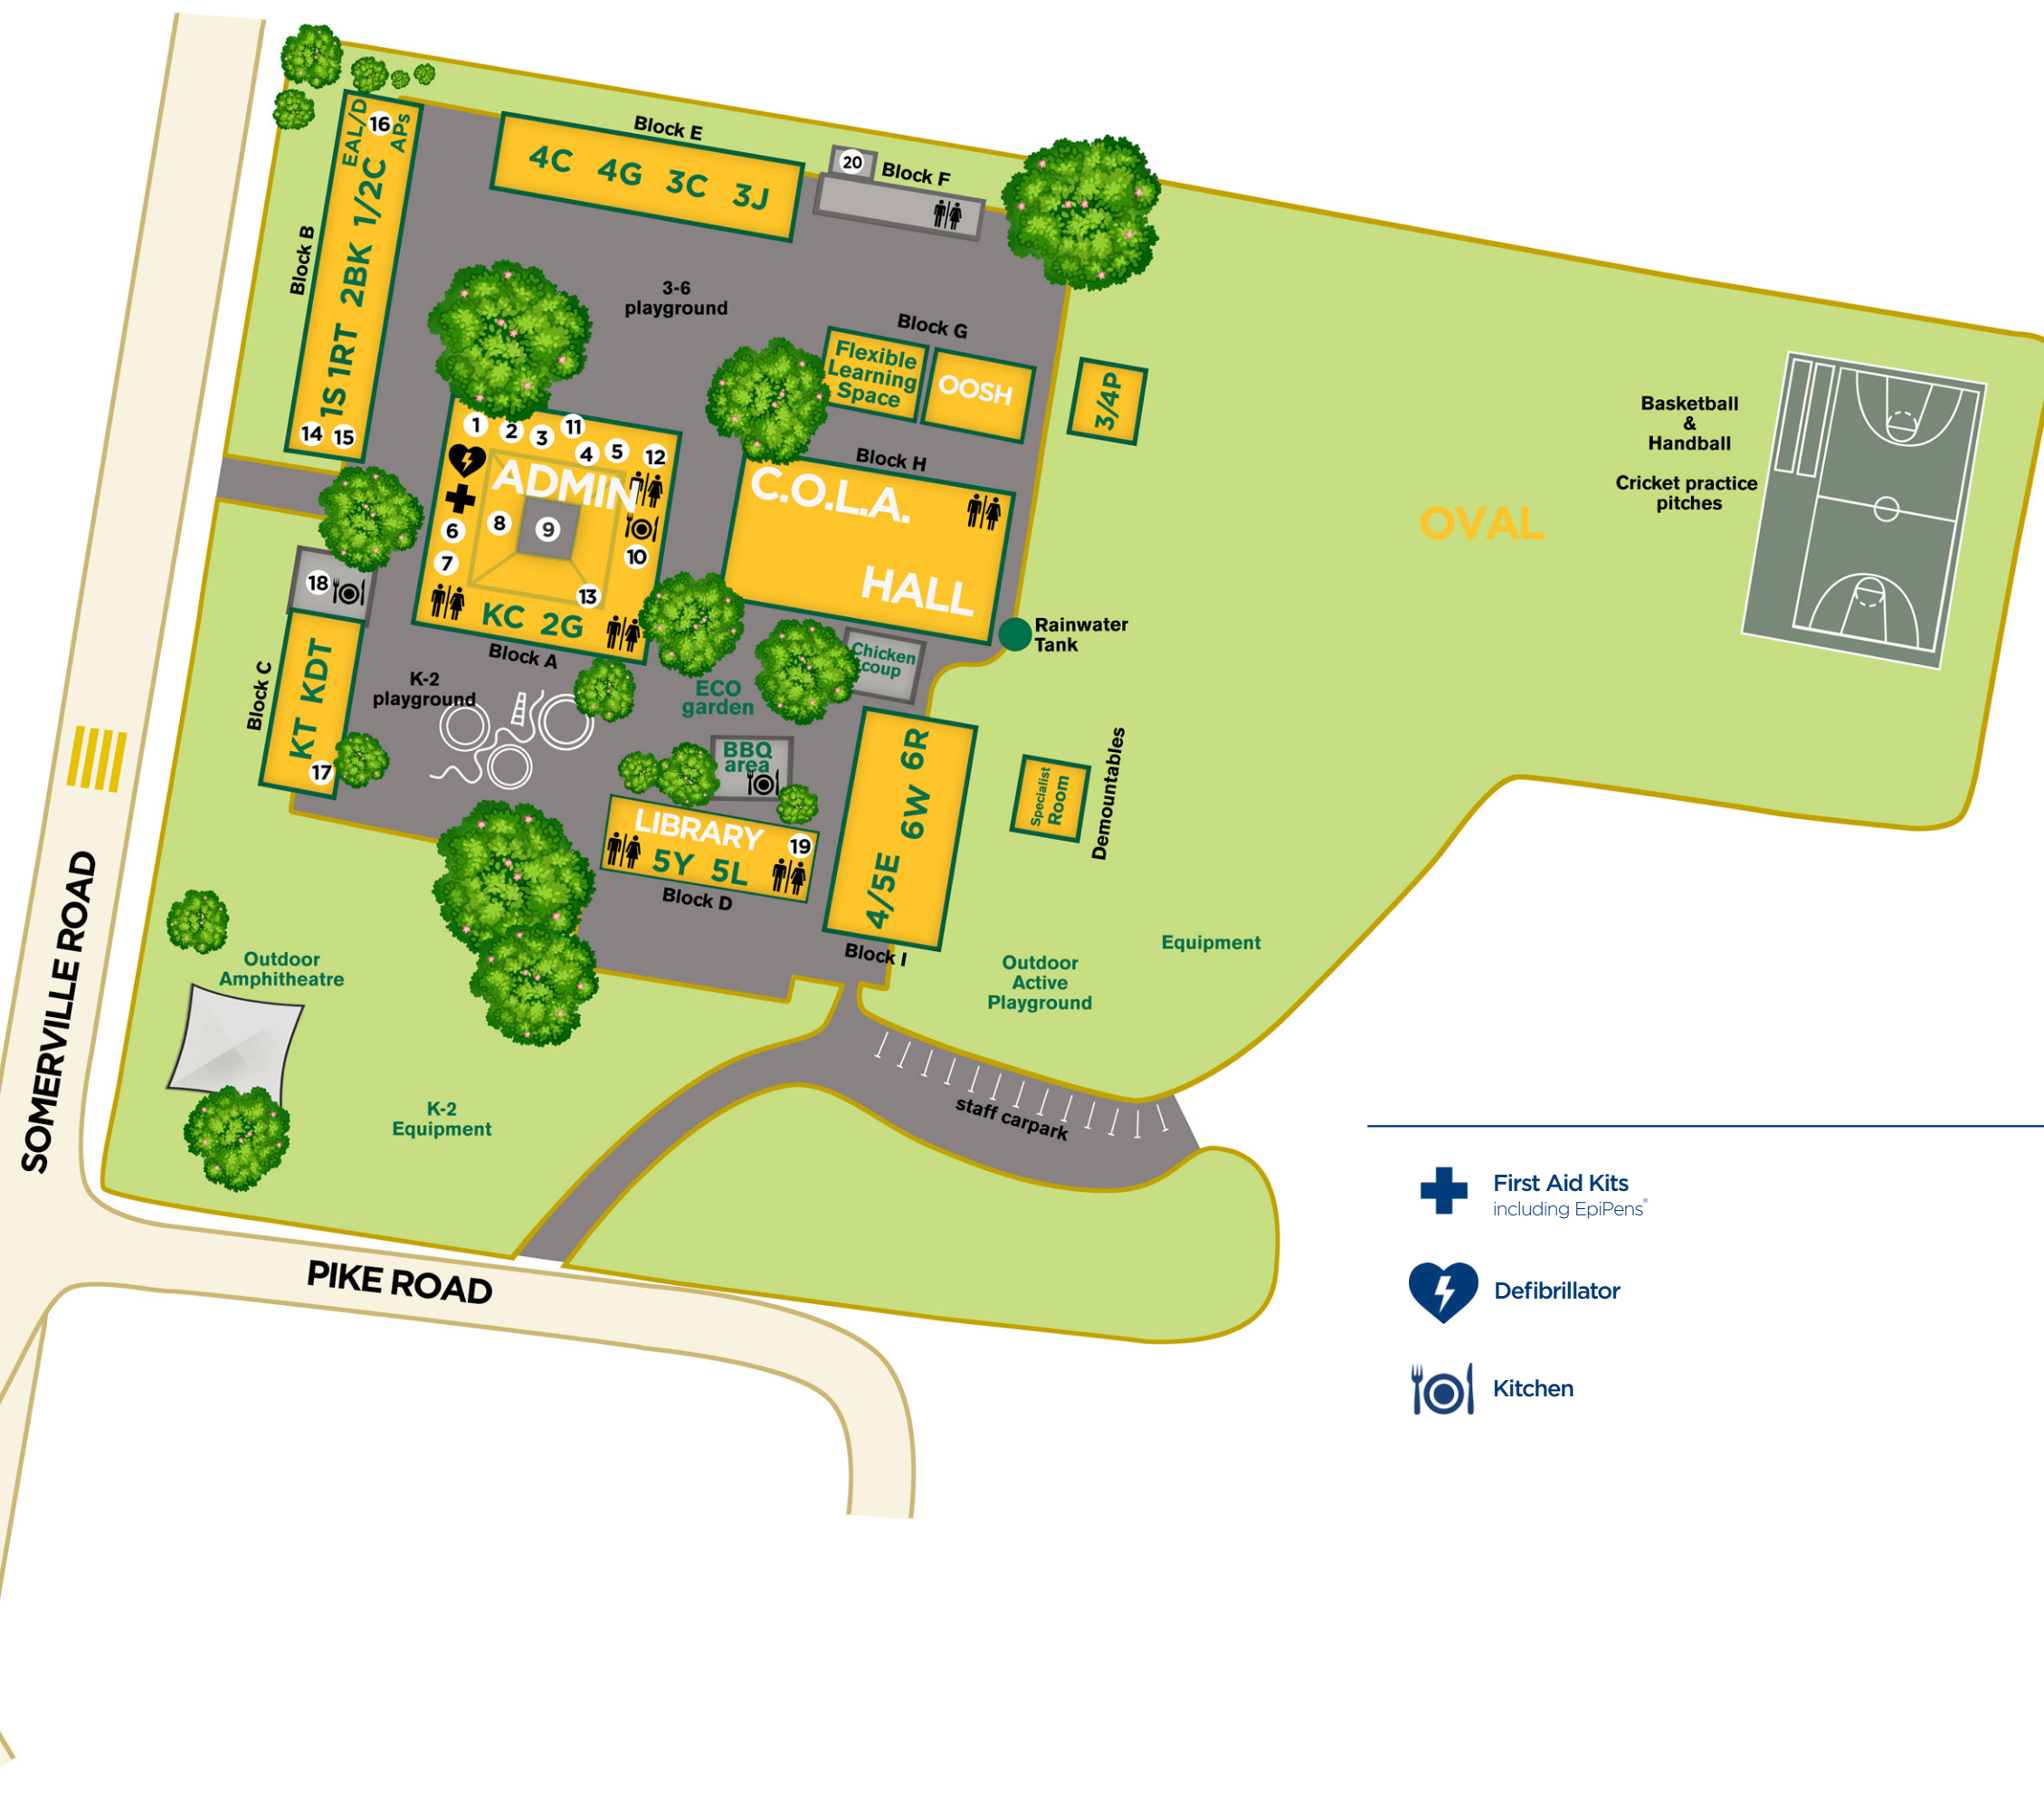 EAL/D
16
APs
1/2C
2BK
1RT
1S
14
15
Block B
Block E
4C 4G 3C 3J
20
Block F
3-6
playground
Block G
Flexible
Learning
Space
OOSH
3/4P
Basketball
&
Handball
Cricket practice
pitches
OVAL
1
2
3
11
4
5
12
ADMIN
6
7
8
9
10
13
KC 2G
Block A
Block H
C.O.L.A.
HALL
Rainwater
Tank
18
KT KDT
17
Block C
K-2
playground
ECO
garden
Chicken
coup
BBQ
area
LIBRARY
19
5Y 5L
Block D
4/5E 6W 6R
Block I
Specialist
Room
Demountables
SOMERVILLE ROAD
Outdoor
Amphitheatre
K-2
Equipment
Equipment
Outdoor
Active
Playground
staff carpark
PIKE ROAD
First Aid Kits
including EpiPens®
Defibrillator
Kitchen